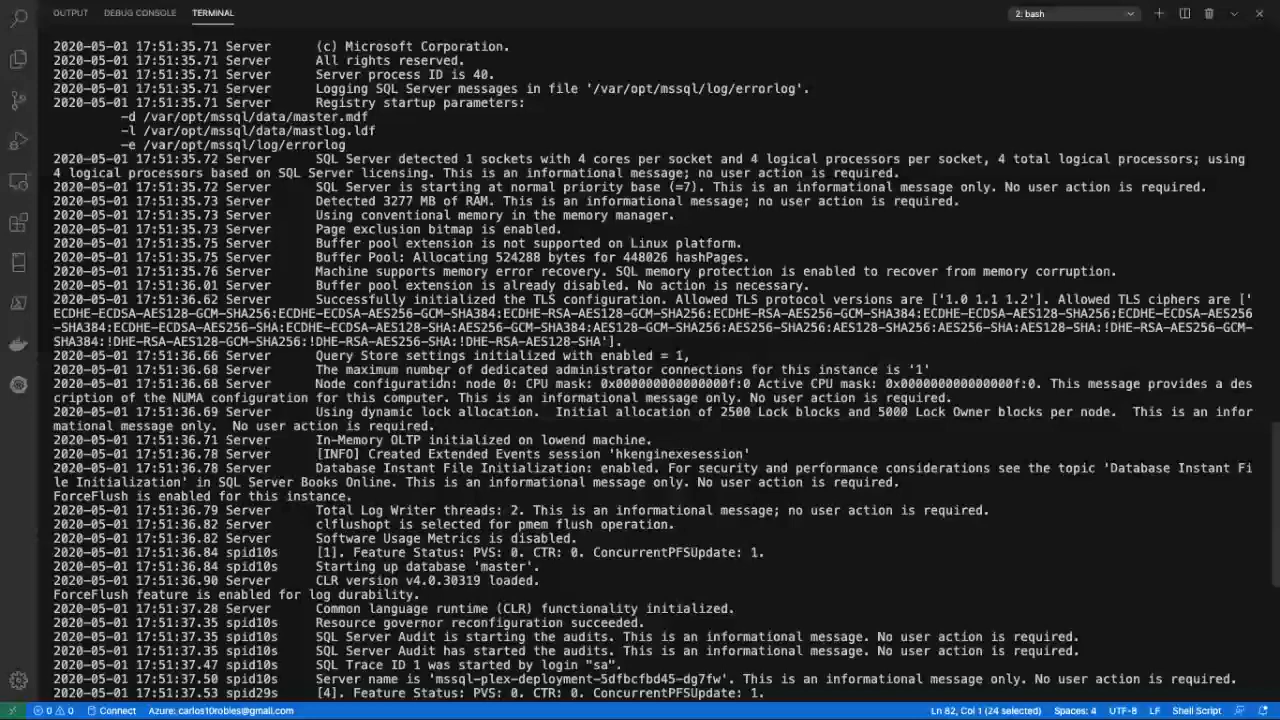 OUTPUT DEBUG CONSOLE TERMINAL 2: bash
2020-05-01 17:51:35.71 Server (c) Microsoft Corporation.
2020-05-01 17:51:35.71 Server All rights reserved.
2020-05-01 17:51:35.71 Server Server process ID is 40.
2020-05-01 17:51:35.71 Server Logging SQL Server messages in file '/var/opt/mssql/log/errorlog'.
2020-05-01 17:51:35.71 Server Registry startup parameters:
-d /var/opt/mssql/data/master.mdf
-l /var/opt/mssql/data/mastlog.ldf
-e /var/opt/mssql/log/errorlog
2020-05-01 17:51:35.72 Server SQL Server detected 1 sockets with 4 cores per socket and 4 logical processors per socket, 4 total logical processors; using
4 logical processors based on SQL Server licensing. This is an informational message; no user action is required.
2020-05-01 17:51:35.72 Server SQL Server is starting at normal priority base (=7). This is an informational message only. No user action is required.
2020-05-01 17:51:35.73 Server Detected 3277 MB of RAM. This is an informational message; no user action is required.
2020-05-01 17:51:35.73 Server Using conventional memory in the memory manager.
2020-05-01 17:51:35.73 Server Page exclusion bitmap is enabled.
2020-05-01 17:51:35.75 Server Buffer pool extension is not supported on Linux platform.
2020-05-01 17:51:35.75 Server Buffer Pool: Allocating 524288 bytes for 448026 hashPages.
2020-05-01 17:51:35.76 Server Machine supports memory error recovery. SQL memory protection is enabled to recover from memory corruption.
2020-05-01 17:51:36.01 Server Buffer pool extension is already disabled. No action is necessary.
2020-05-01 17:51:36.62 Server Successfully initialized the TLS configuration. Allowed TLS protocol versions are ['1.0 1.1 1.2']. Allowed TLS ciphers are ['
ECDHE-ECDSA-AES128-GCM-SHA256:ECDHE-ECDSA-AES256-GCM-SHA384:ECDHE-RSA-AES128-GCM-SHA256:ECDHE-RSA-AES256-GCM-SHA384:ECDHE-ECDSA-AES128-SHA256:ECDHE-ECDSA-AES256
-SHA384:ECDHE-ECDSA-AES256-SHA:ECDHE-ECDSA-AES128-SHA:AES256-GCM-SHA384:AES128-GCM-SHA256:AES256-SHA256:AES128-SHA256:AES256-SHA:AES128-SHA:!DHE-RSA-AES256-GCM-
SHA384:!DHE-RSA-AES128-GCM-SHA256:!DHE-RSA-AES256-SHA:!DHE-RSA-AES128-SHA'].
2020-05-01 17:51:36.66 Server Query Store settings initialized with enabled = 1,
2020-05-01 17:51:36.68 Server The maximum number of dedicated administrator connections for this instance is '1'
2020-05-01 17:51:36.68 Server Node configuration: node 0: CPU mask: 0x000000000000000f:0 Active CPU mask: 0x000000000000000f:0. This message provides a des
cription of the NUMA configuration for this computer. This is an informational message only. No user action is required.
2020-05-01 17:51:36.69 Server Using dynamic lock allocation. Initial allocation of 2500 Lock blocks and 5000 Lock Owner blocks per node. This is an infor
mational message only. No user action is required.
2020-05-01 17:51:36.71 Server In-Memory OLTP initialized on lowend machine.
2020-05-01 17:51:36.78 Server [INFO] Created Extended Events session 'hkenginexesession'
2020-05-01 17:51:36.78 Server Database Instant File Initialization: enabled. For security and performance considerations see the topic 'Database Instant Fi
le Initialization' in SQL Server Books Online. This is an informational message only. No user action is required.
ForceFlush is enabled for this instance.
2020-05-01 17:51:36.79 Server Total Log Writer threads: 2. This is an informational message; no user action is required.
2020-05-01 17:51:36.82 Server clflushopt is selected for pmem flush operation.
2020-05-01 17:51:36.82 Server Software Usage Metrics is disabled.
2020-05-01 17:51:36.84 spid10s [1]. Feature Status: PVS: 0. CTR: 0. ConcurrentPFSUpdate: 1.
2020-05-01 17:51:36.84 spid10s Starting up database 'master'.
2020-05-01 17:51:36.90 Server CLR version v4.0.30319 loaded.
ForceFlush feature is enabled for log durability.
2020-05-01 17:51:37.28 Server Common language runtime (CLR) functionality initialized.
2020-05-01 17:51:37.35 spid10s Resource governor reconfiguration succeeded.
2020-05-01 17:51:37.35 spid10s SQL Server Audit is starting the audits. This is an informational message. No user action is required.
2020-05-01 17:51:37.35 spid10s SQL Server Audit has started the audits. This is an informational message. No user action is required.
2020-05-01 17:51:37.47 spid10s SQL Trace ID 1 was started by login "sa".
2020-05-01 17:51:37.50 spid10s Server name is 'mssql-plex-deployment-5dfbcfbd45-dg7fw'. This is an informational message only. No user action is required.
2020-05-01 17:51:37.53 spid29s [4]. Feature Status: PVS: 0. CTR: 0. ConcurrentPFSUpdate: 1.
0 0 Connect Azure: carlos10robles@gmail.com Ln 82, Col 1 (24 selected) Spaces: 4 UTF-8 LF Shell Script